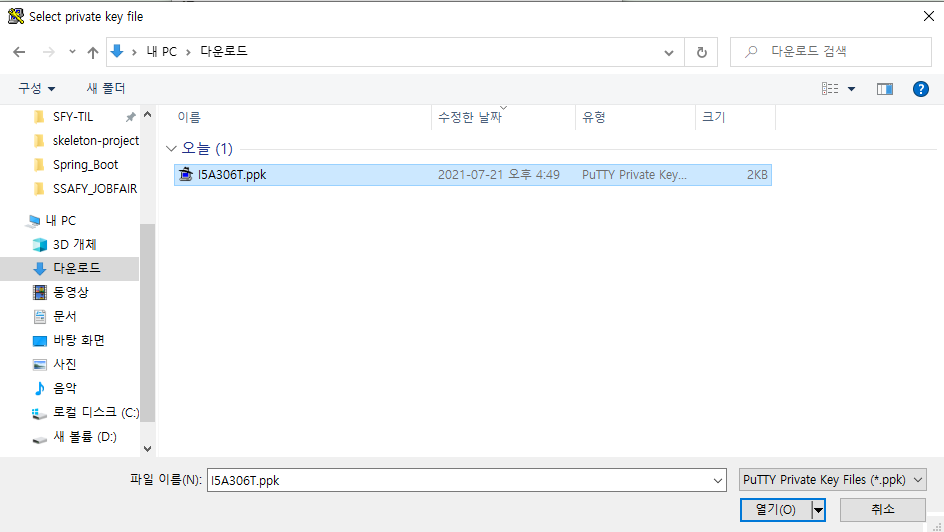 Select private key file
내 PC › 다운로드
다운로드 검색
구성 새 폴더
이름 수정한 날짜 유형 크기
SFY-TIL
skeleton-project
Spring_Boot
SSAFY_JOBFAIR
내 PC
3D 개체
다운로드
동영상
문서
바탕 화면
사진
음악
로컬 디스크 (C:)
새 볼륨 (D:)
오늘 (1)
I5A306T.ppk 2021-07-21 오후 4:49 PuTTY Private Key... 2KB
파일 이름(N): I5A306T.ppk PuTTY Private Key Files (*.ppk)
열기(O) 취소